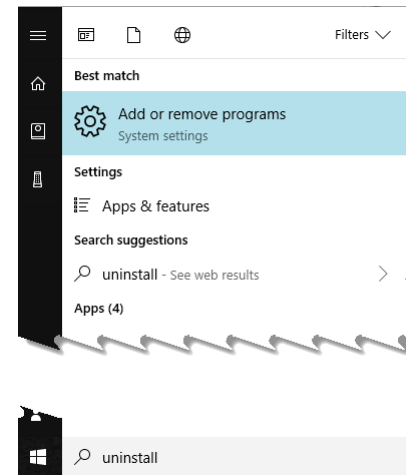 Filters
Best match
Add or remove programs
System settings
Settings
Apps & features
Search suggestions
uninstall - See web results
Apps (4)
uninstall